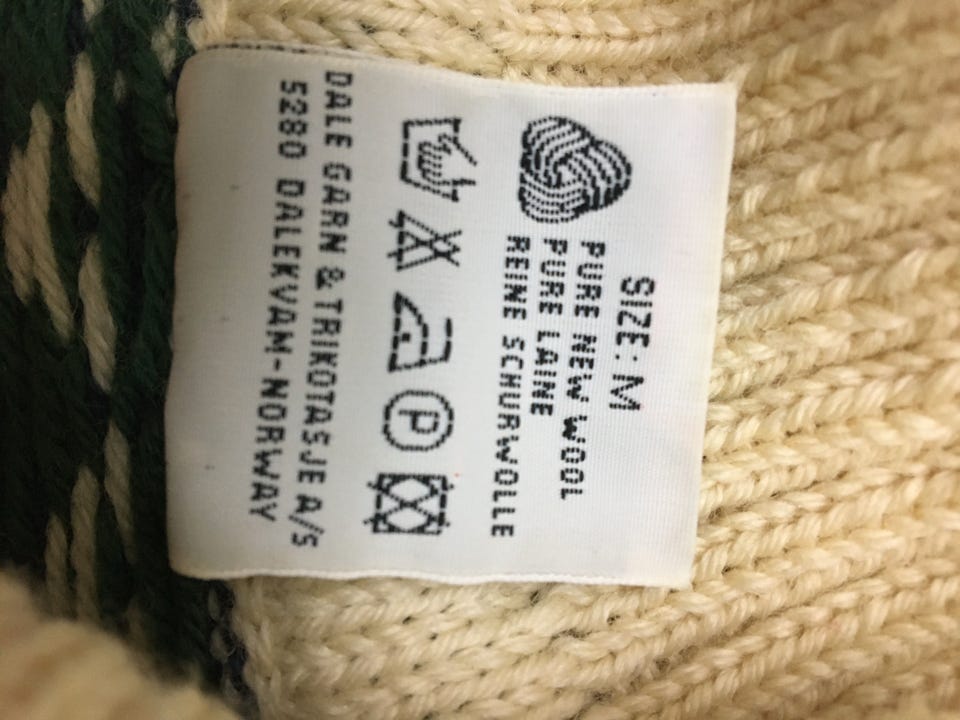 SIZE: M
PURE NEW WOOL
PURE LAINE
REINE SCHURWOLLE
P
DALE GARN & TRIKOTASJE A/S
5280 DALEKVAM-NORWAY